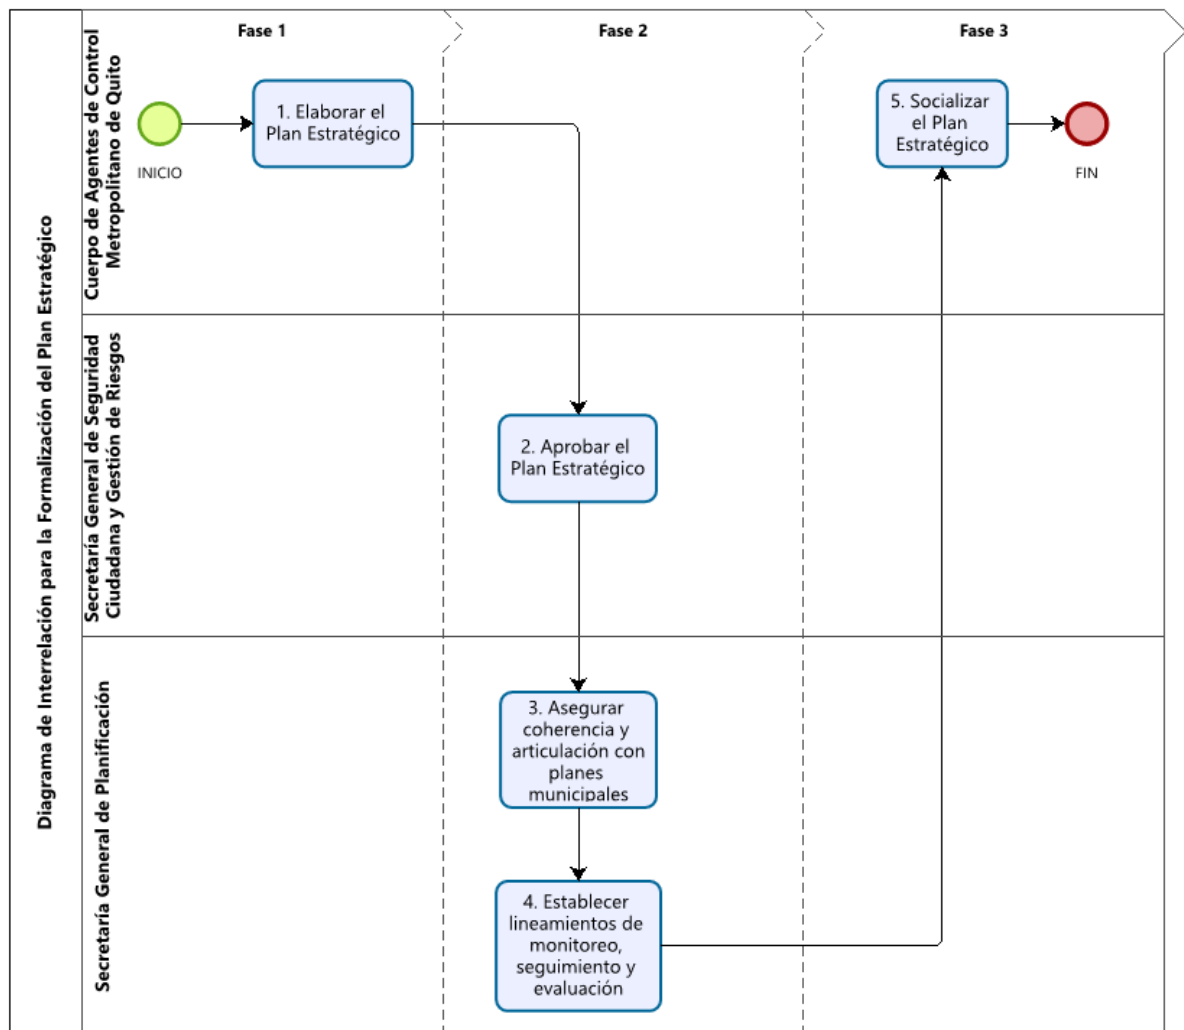 Diagrama de Interrelación para la Formalización del Plan Estratégico
Fase 1
Fase 2
Fase 3
Cuerpo de Agentes de Control
Metropolitano de Quito
INICIO
1. Elaborar el
Plan Estratégico
5. Socializar
el Plan
Estratégico
FIN
Secretaría General de Seguridad
Ciudadana y Gestión de Riesgos
2. Aprobar el
Plan Estratégico
Secretaría General de Planificación
3. Asegurar
coherencia y
articulación con
planes
municipales
4. Establecer
lineamientos de
monitoreo,
seguimiento y
evaluación